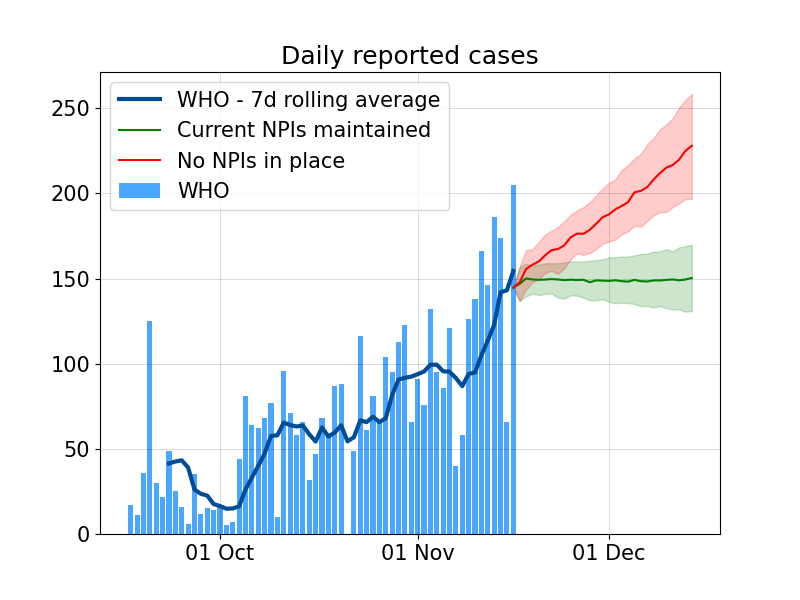 Daily reported cases
WHO - 7d rolling average
Current NPIs maintained
No NPIs in place
WHO
250
200
150
100
50
0
01 Oct
01 Nov
01 Dec